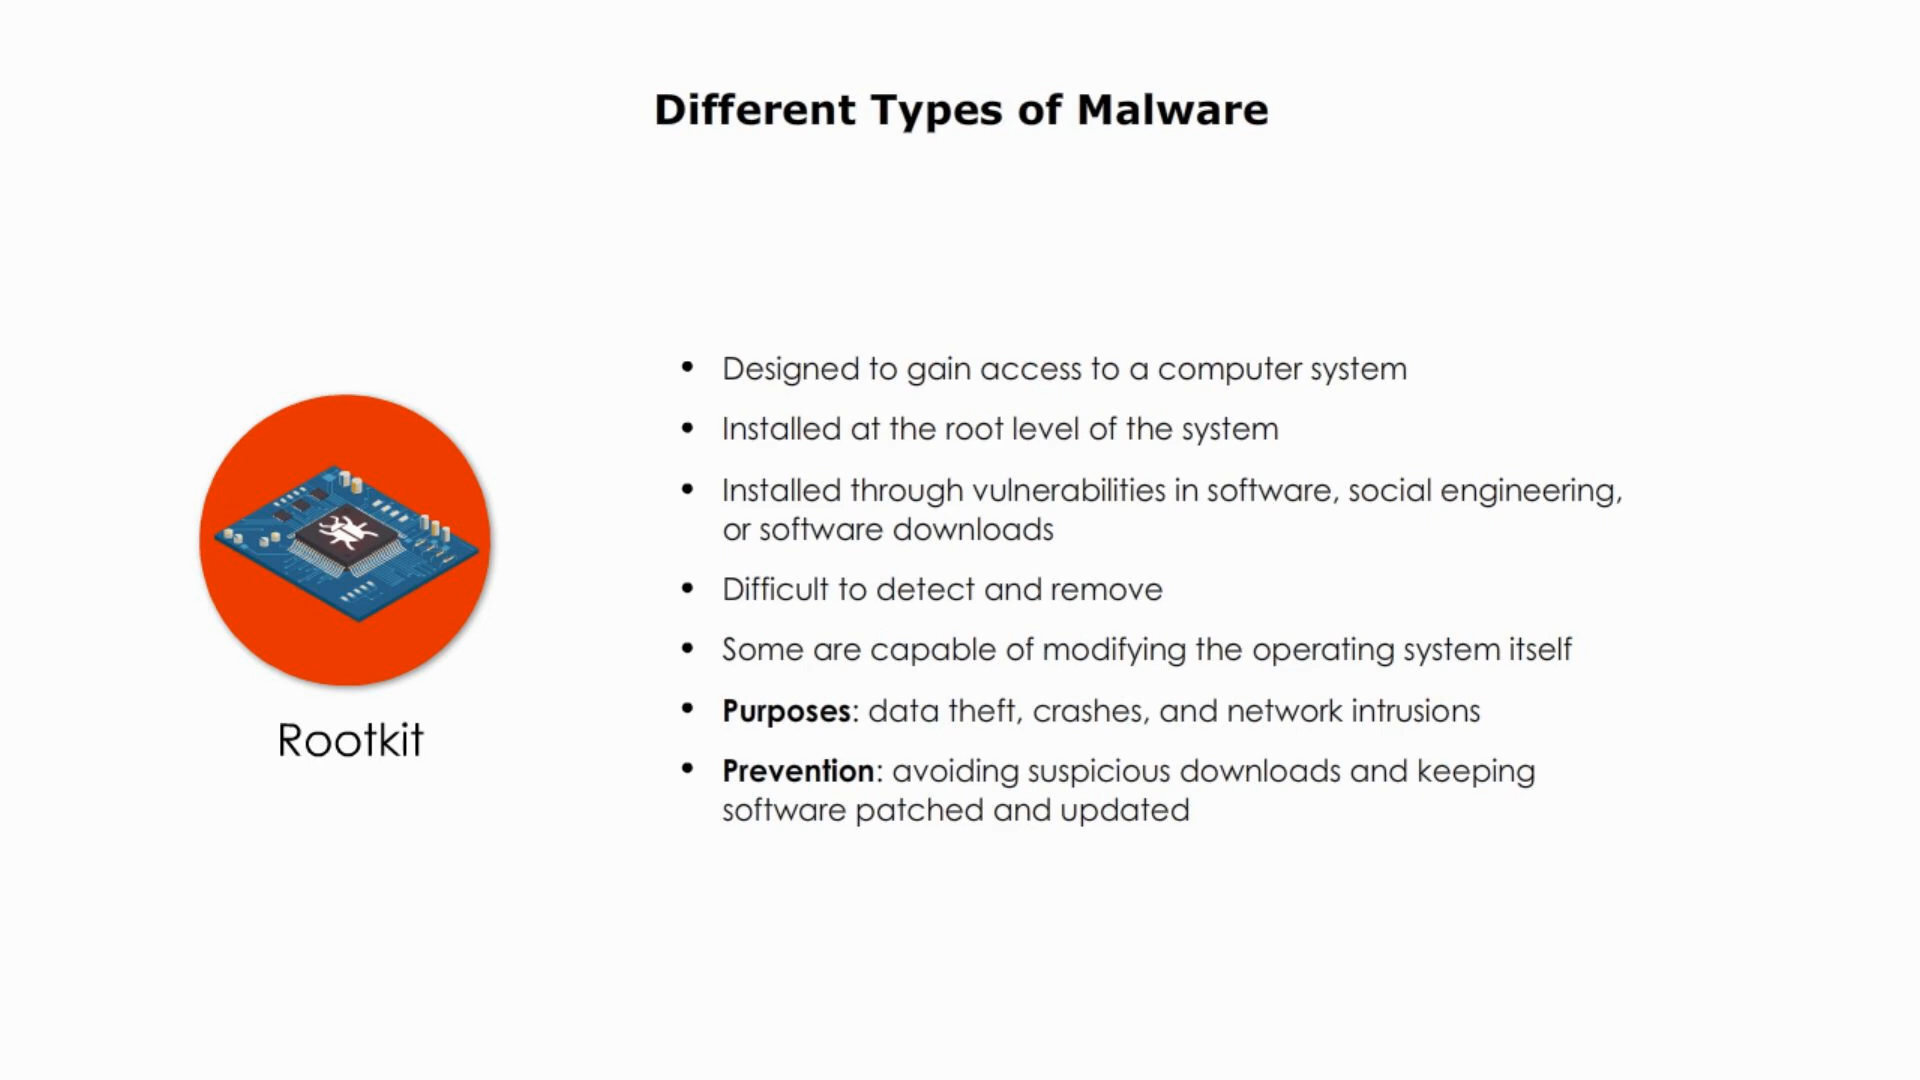 Different Types of Malware
• Designed to gain access to a computer system
• Installed at the root level of the system
• Installed through vulnerabilities in software, social engineering,
or software downloads
• Difficult to detect and remove
• Some are capable of modifying the operating system itself
• Purposes: data theft, crashes, and network intrusions
• Prevention: avoiding suspicious downloads and keeping
software patched and updated
Rootkit